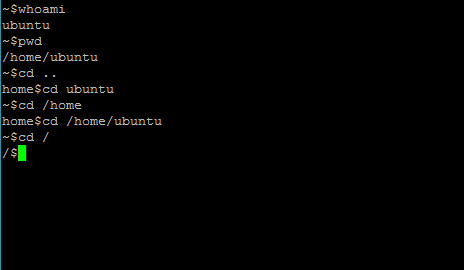 ~$whoami
ubuntu
~$pwd
/home/ubuntu
~$cd ..
home$cd ubuntu
~$cd /home
home$cd /home/ubuntu
~$cd /
/$